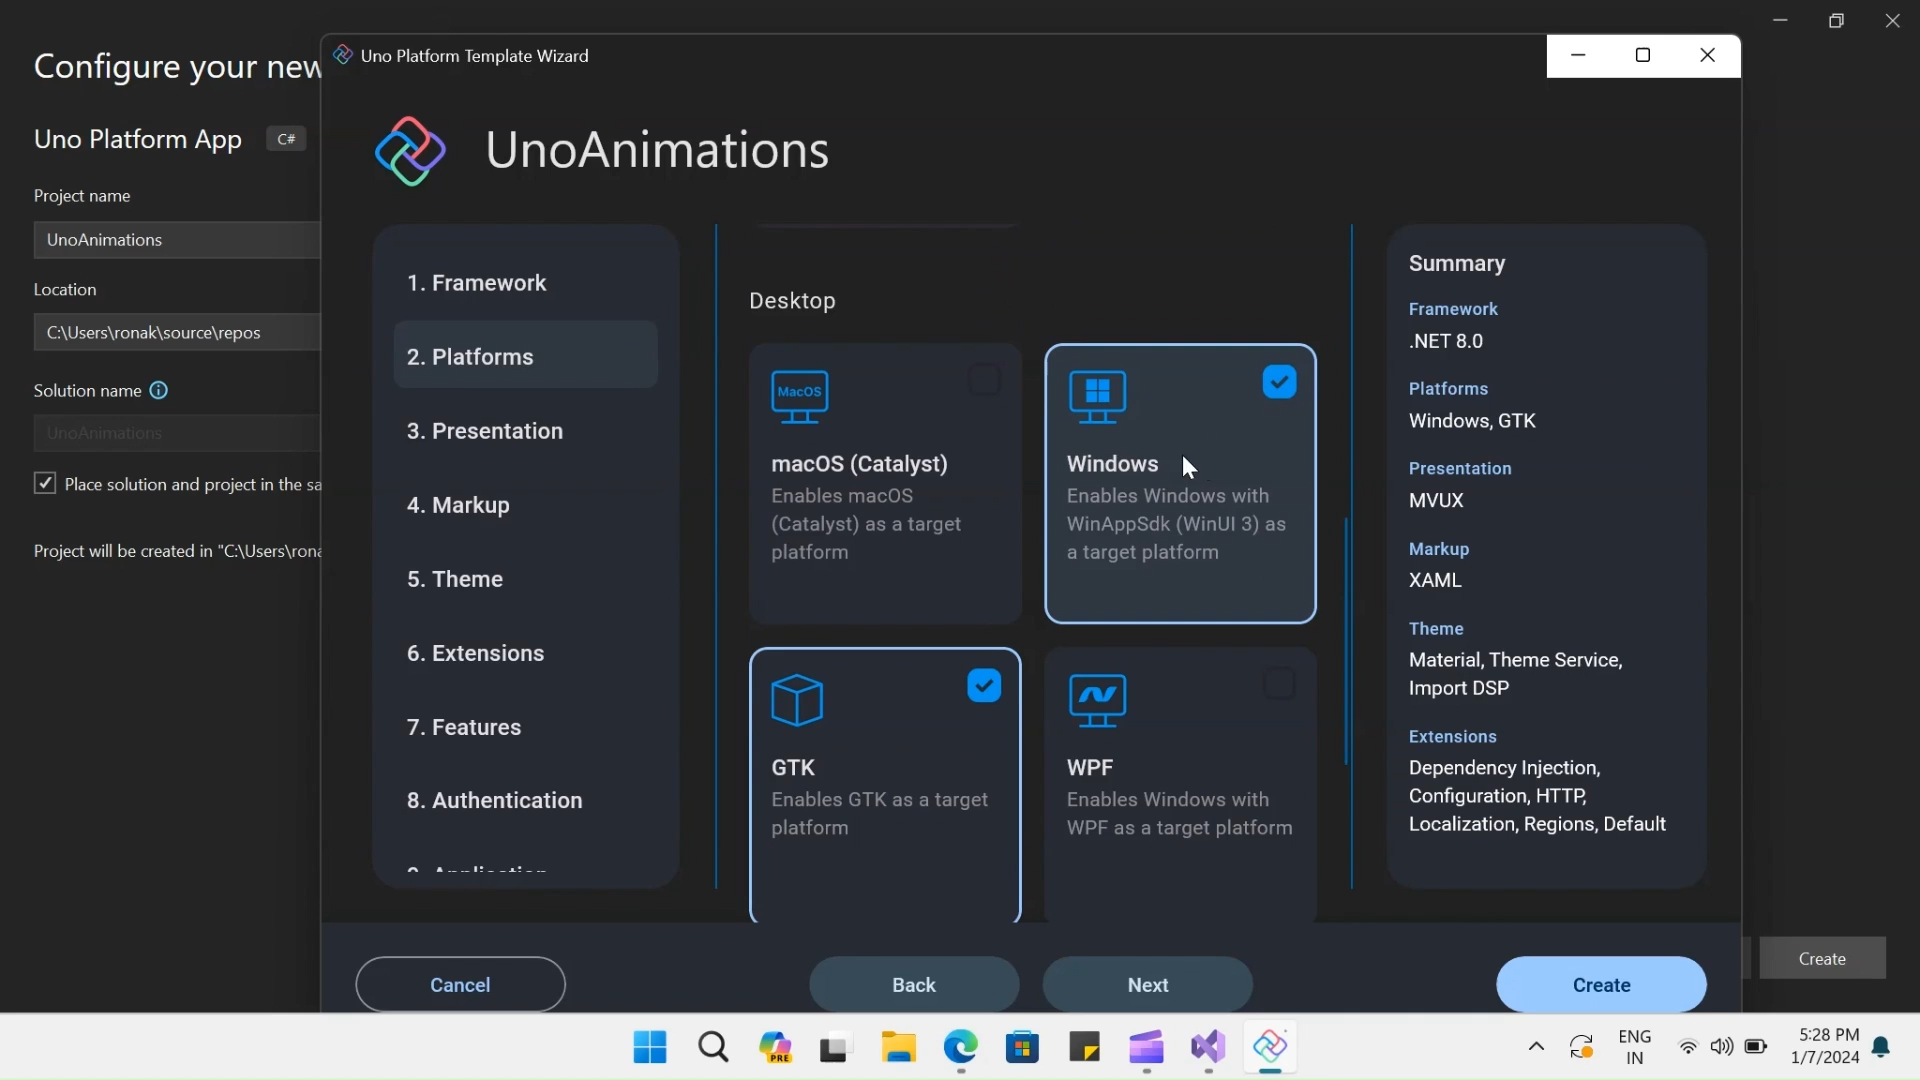 Configure your new
Uno Platform App
C#
Project name
UnoAnimations
Location
C:\Users\ronak\source\repos
Solution name
UnoAnimations
Place solution and project in the sa
Project will be created in "C:\Users\rona
Uno Platform Template Wizard
UnoAnimations
1. Framework
2. Platforms
3. Presentation
4. Markup
5. Theme
6. Extensions
7. Features
8. Authentication
Desktop
MacOS
macOS (Catalyst)
Enables macOS
(Catalyst) as a target
platform
Windows
Enables Windows with
WinAppSdk (WinUI 3) as
a target platform
GTK
Enables GTK as a target
platform
WPF
Enables Windows with
WPF as a target platform
Summary
Framework
.NET 8.0
Platforms
Windows, GTK
Presentation
MVUX
Markup
XAML
Theme
Material, Theme Service,
Import DSP
Extensions
Dependency Injection,
Configuration, HTTP,
Localization, Regions, Default
Cancel
Back
Next
Create
Create
PRE
ENG
IN
5:28 PM
1/7/2024